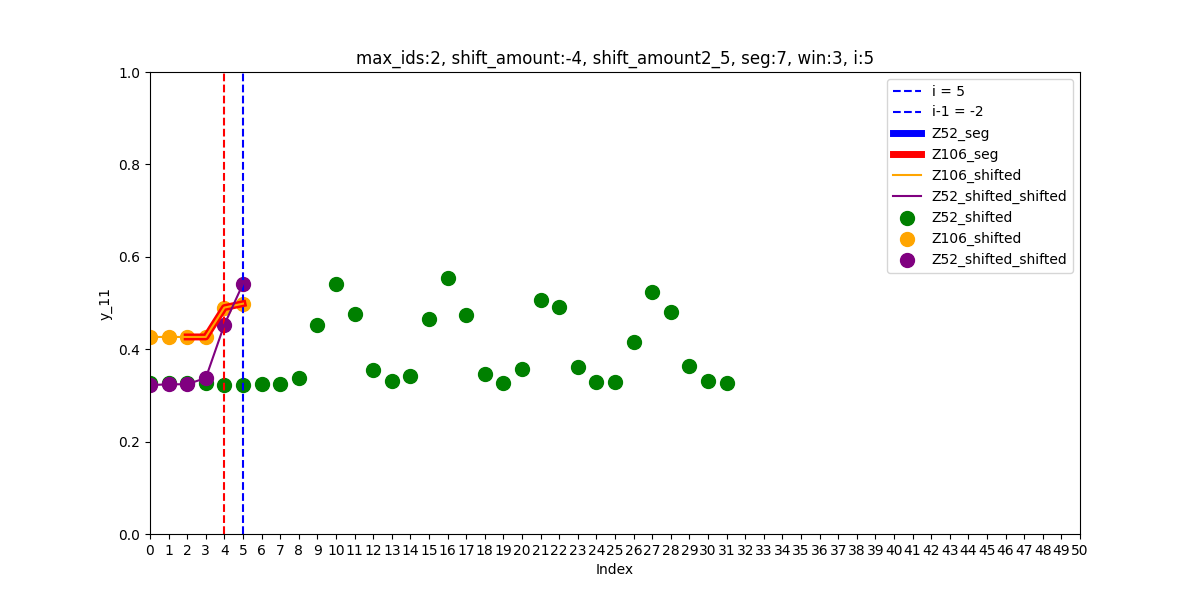 max_ids:2, shift_amount:-4, shift_amount2_5, seg:7, win:3, i:5
1.0
0.8
0.6
0.4
0.2
0.0
y_11
i = 5
i-1 = -2
Z52_seg
Z106_seg
Z106_shifted
Z52_shifted_shifted
Z52_shifted
Z106_shifted
Z52_shifted_shifted
0 1 2 3 4 5 6 7 8 9 10 11 12 13 14 15 16 17 18 19 20 21 22 23 24 25 26 27 28 29 30 31 32 33 34 35 36 37 38 39 40 41 42 43 44 45 46 47 48 49 50
Index